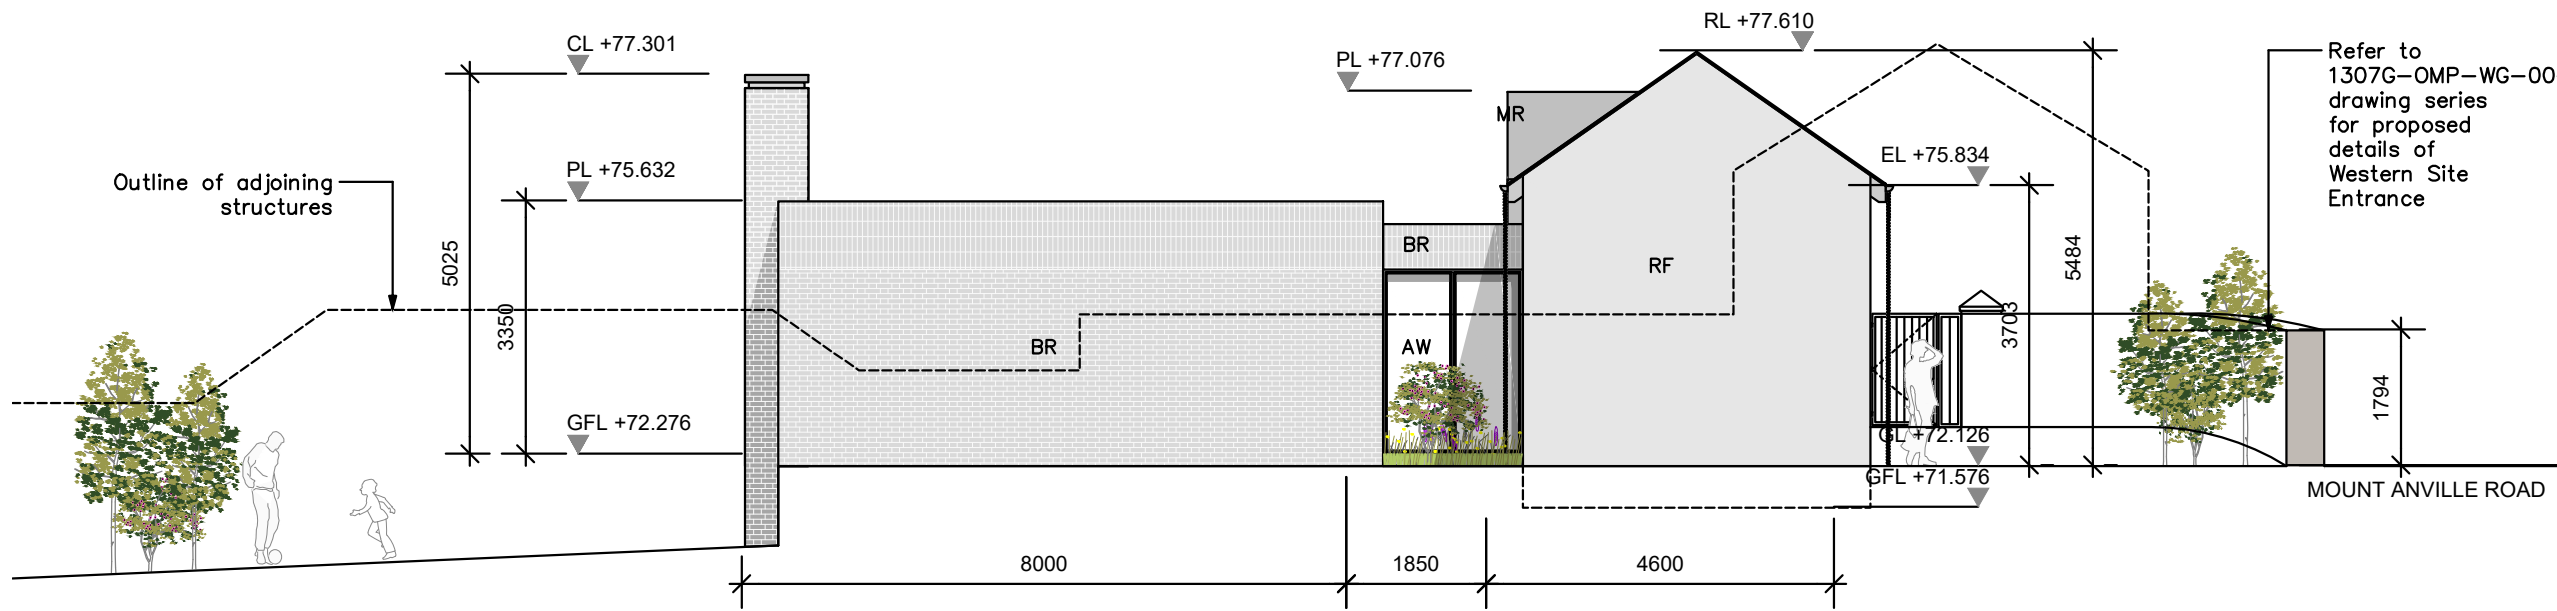 RL +77.610
CL +77.301
PL +77.076
Refer to
1307G-OMP-WG-00
drawing series
for proposed
details of
Western Site
Entrance
MR
EL +75.834
PL +75.632
Outline of adjoining
structures
5025
3350
BR
RF
5484
3703
BR
AW
1794
GFL +72.276
GL +72.126
GFL +71.576
MOUNT ANVILLE ROAD
8000
1850
4600